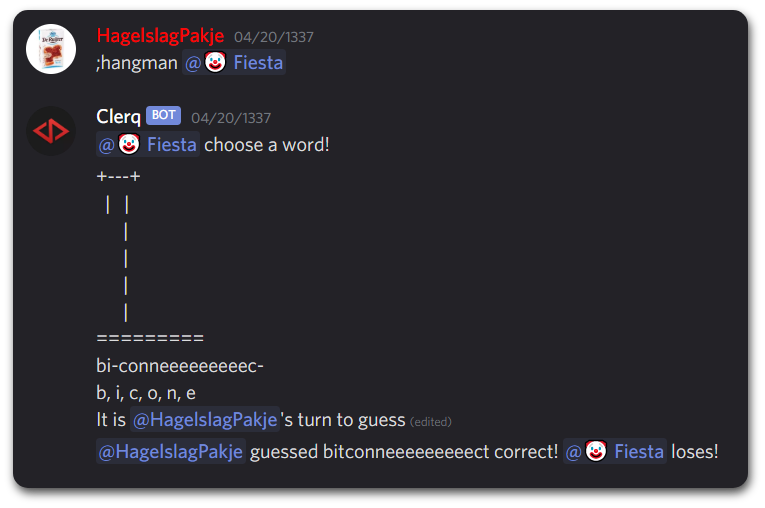 HagelslagPakje 04/20/1337
;hangman @🤡 Fiesta
Clerq BOT 04/20/1337
@🤡 Fiesta choose a word!
+---+
| |
|
|
|
|
=========
bi-conneeeeeeeeec-
b, i, c, o, n, e
It is @HagelslagPakje's turn to guess (edited)
@HagelslagPakje guessed bitconneeeeeeeeect correct! @🤡 Fiesta loses!